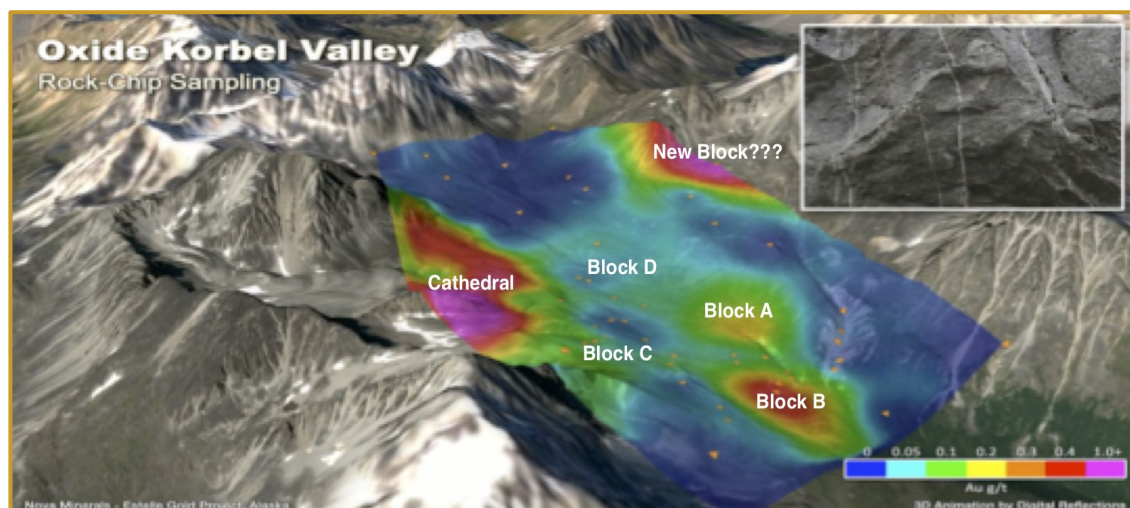 Oxide Korbel Valley
Rock-Chip Sampling
New Block???
Block D
Cathedral
Block A
Block C
Block B
0 0.05 0.1 0.2 0.3 0.4 1.0+
Au g/t
Nova Minerals - Estelle Gold Project, Alaska
3D Animation by Digital Reflections